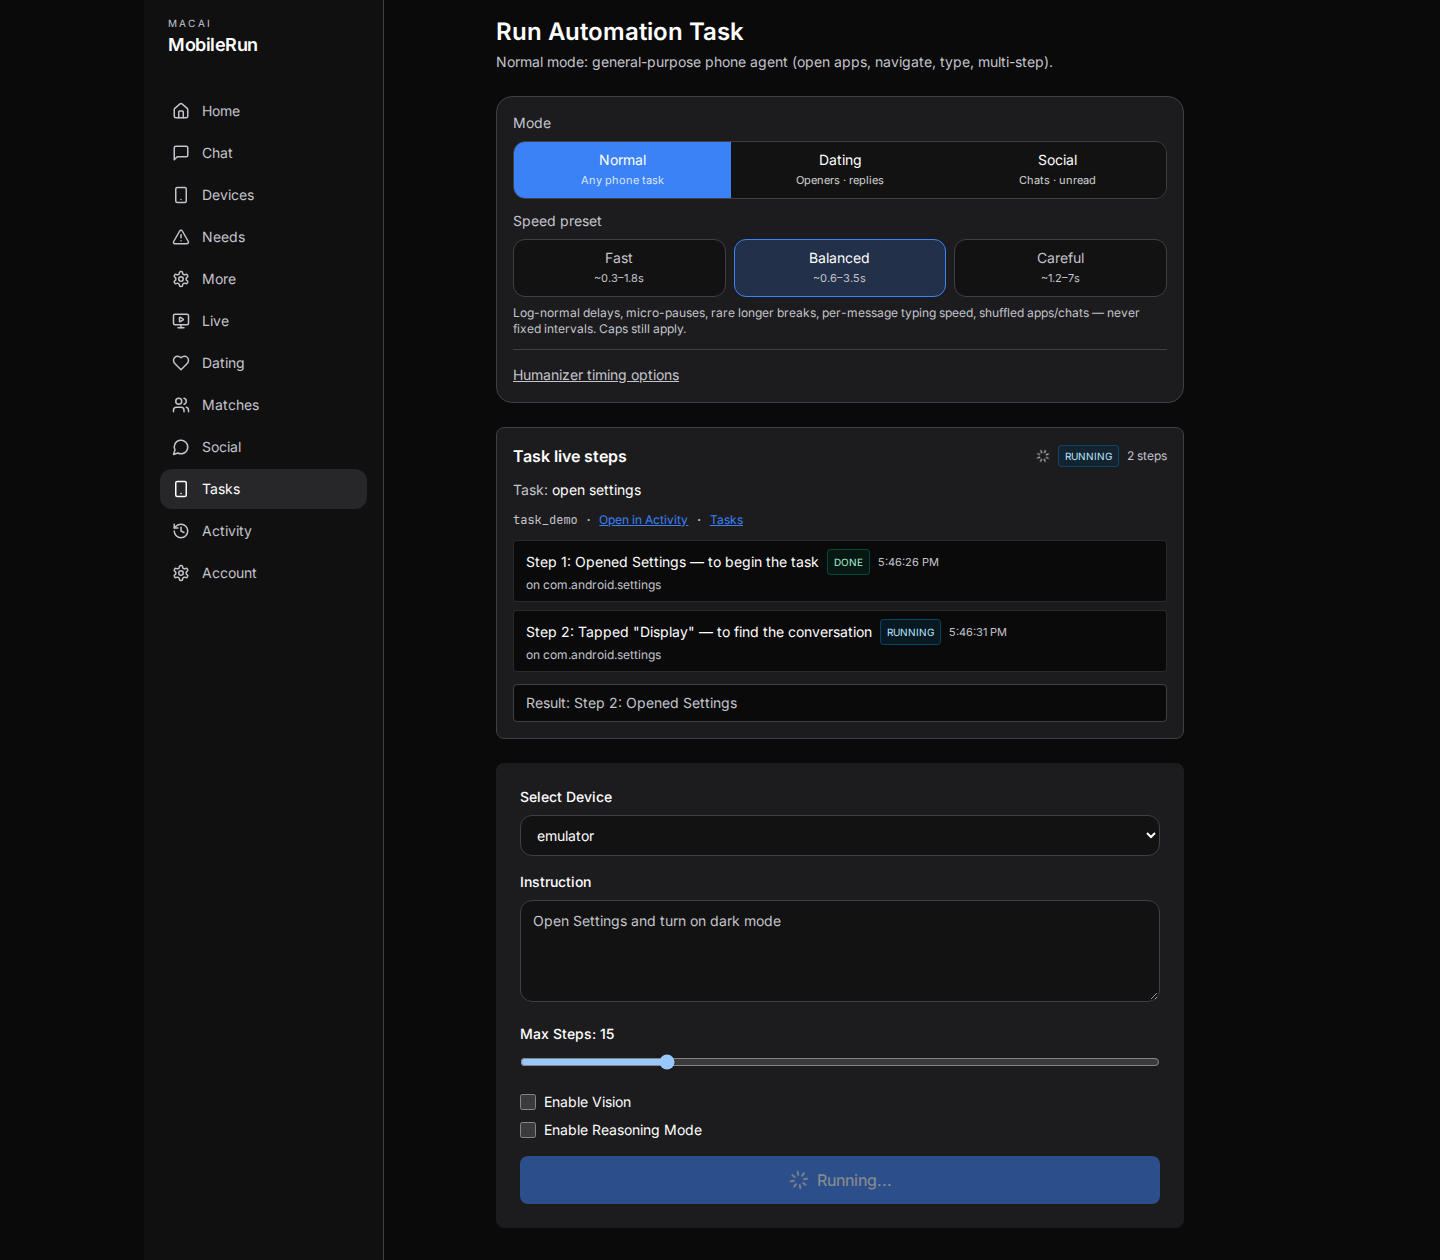 MACAI
MobileRun
Home
Chat
Devices
Needs
More
Live
Dating
Matches
Social
Tasks
Activity
Account
Run Automation Task
Normal mode: general-purpose phone agent (open apps, navigate, type, multi-step).
Mode
Normal
Any phone task
Dating
Openers · replies
Social
Chats · unread
Speed preset
Fast
~0.3–1.8s
Balanced
~0.6–3.5s
Careful
~1.2–7s
Log-normal delays, micro-pauses, rare longer breaks, per-message typing speed, shuffled apps/chats — never
fixed intervals. Caps still apply.
Humanizer timing options
Task live steps
RUNNING 2 steps
Task: open settings
task_demo · Open in Activity · Tasks
Step 1: Opened Settings — to begin the task DONE 5:46:26 PM
on com.android.settings
Step 2: Tapped "Display" — to find the conversation RUNNING 5:46:31 PM
on com.android.settings
Result: Step 2: Opened Settings
Select Device
emulator
Instruction
Open Settings and turn on dark mode
Max Steps: 15
Enable Vision
Enable Reasoning Mode
Running...